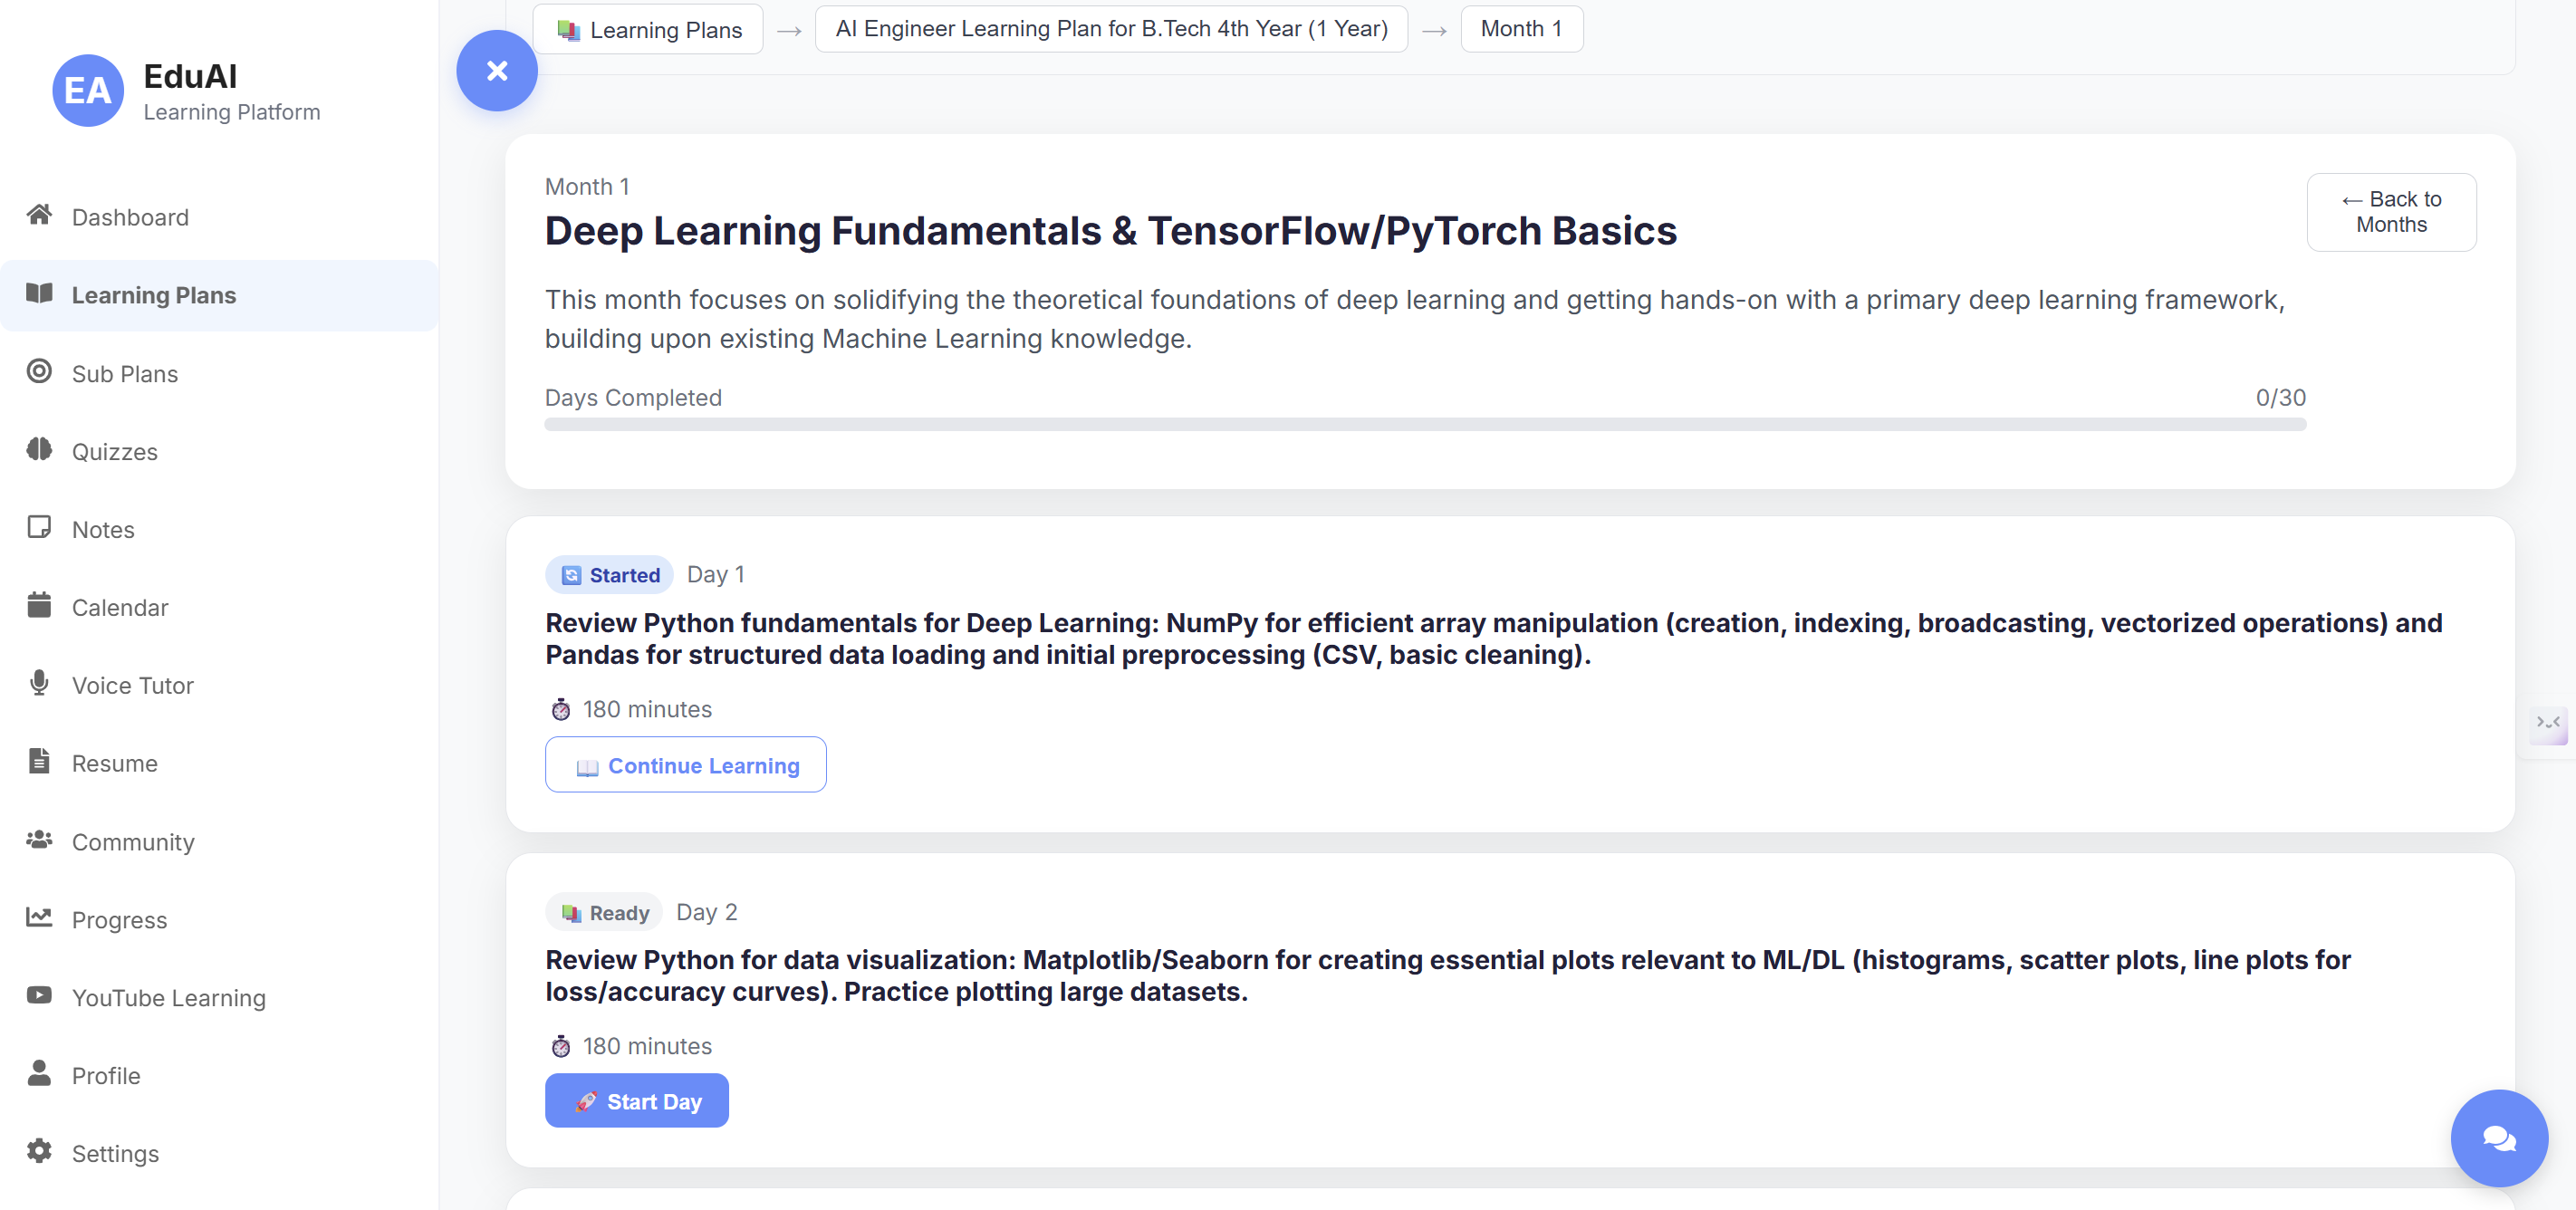 EA
EduAI
Learning Platform
Dashboard
Learning Plans
Sub Plans
Quizzes
Notes
Calendar
Voice Tutor
Resume
Community
Progress
YouTube Learning
Profile
Settings
Learning Plans → AI Engineer Learning Plan for B.Tech 4th Year (1 Year) → Month 1
Month 1
Deep Learning Fundamentals & TensorFlow/PyTorch Basics
← Back to
Months
This month focuses on solidifying the theoretical foundations of deep learning and getting hands-on with a primary deep learning framework,
building upon existing Machine Learning knowledge.
Days Completed 0/30
Started Day 1
Review Python fundamentals for Deep Learning: NumPy for efficient array manipulation (creation, indexing, broadcasting, vectorized operations) and
Pandas for structured data loading and initial preprocessing (CSV, basic cleaning).
180 minutes
Continue Learning
Ready Day 2
Review Python for data visualization: Matplotlib/Seaborn for creating essential plots relevant to ML/DL (histograms, scatter plots, line plots for
loss/accuracy curves). Practice plotting large datasets.
180 minutes
Start Day